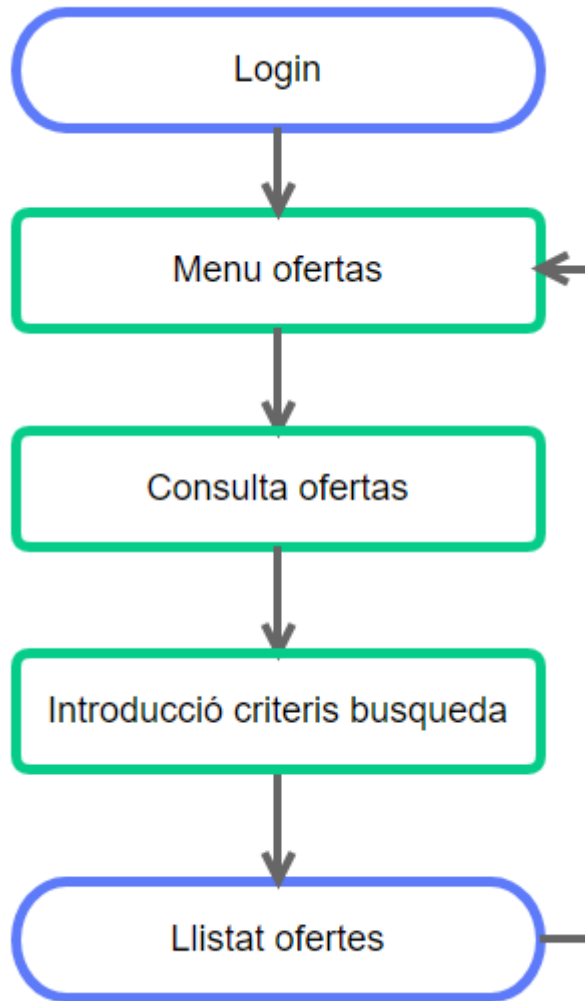 Login
Menu ofertas
Consulta ofertas
Introducció criteris busqueda
Llistat ofertes